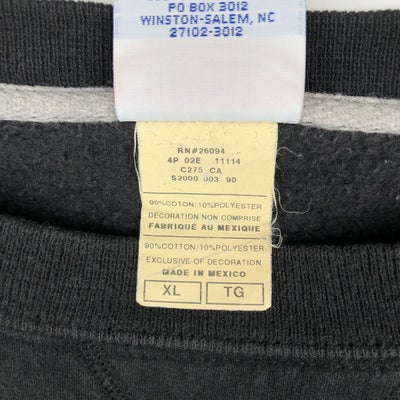 PO BOX 3012
WINSTON-SALEM, NC
27102-3012
RN#26094
4P 02E 11114
C275 CA
S2000 003 90
90%COTTON/10%POLYESTER
DÉCORATION NON COMPRISE
FABRIQUÉ AU MEXIQUE
90%COTTON/10%POLYESTER
EXCLUSIVE OF DECORATION
MADE IN MEXICO
XL TG